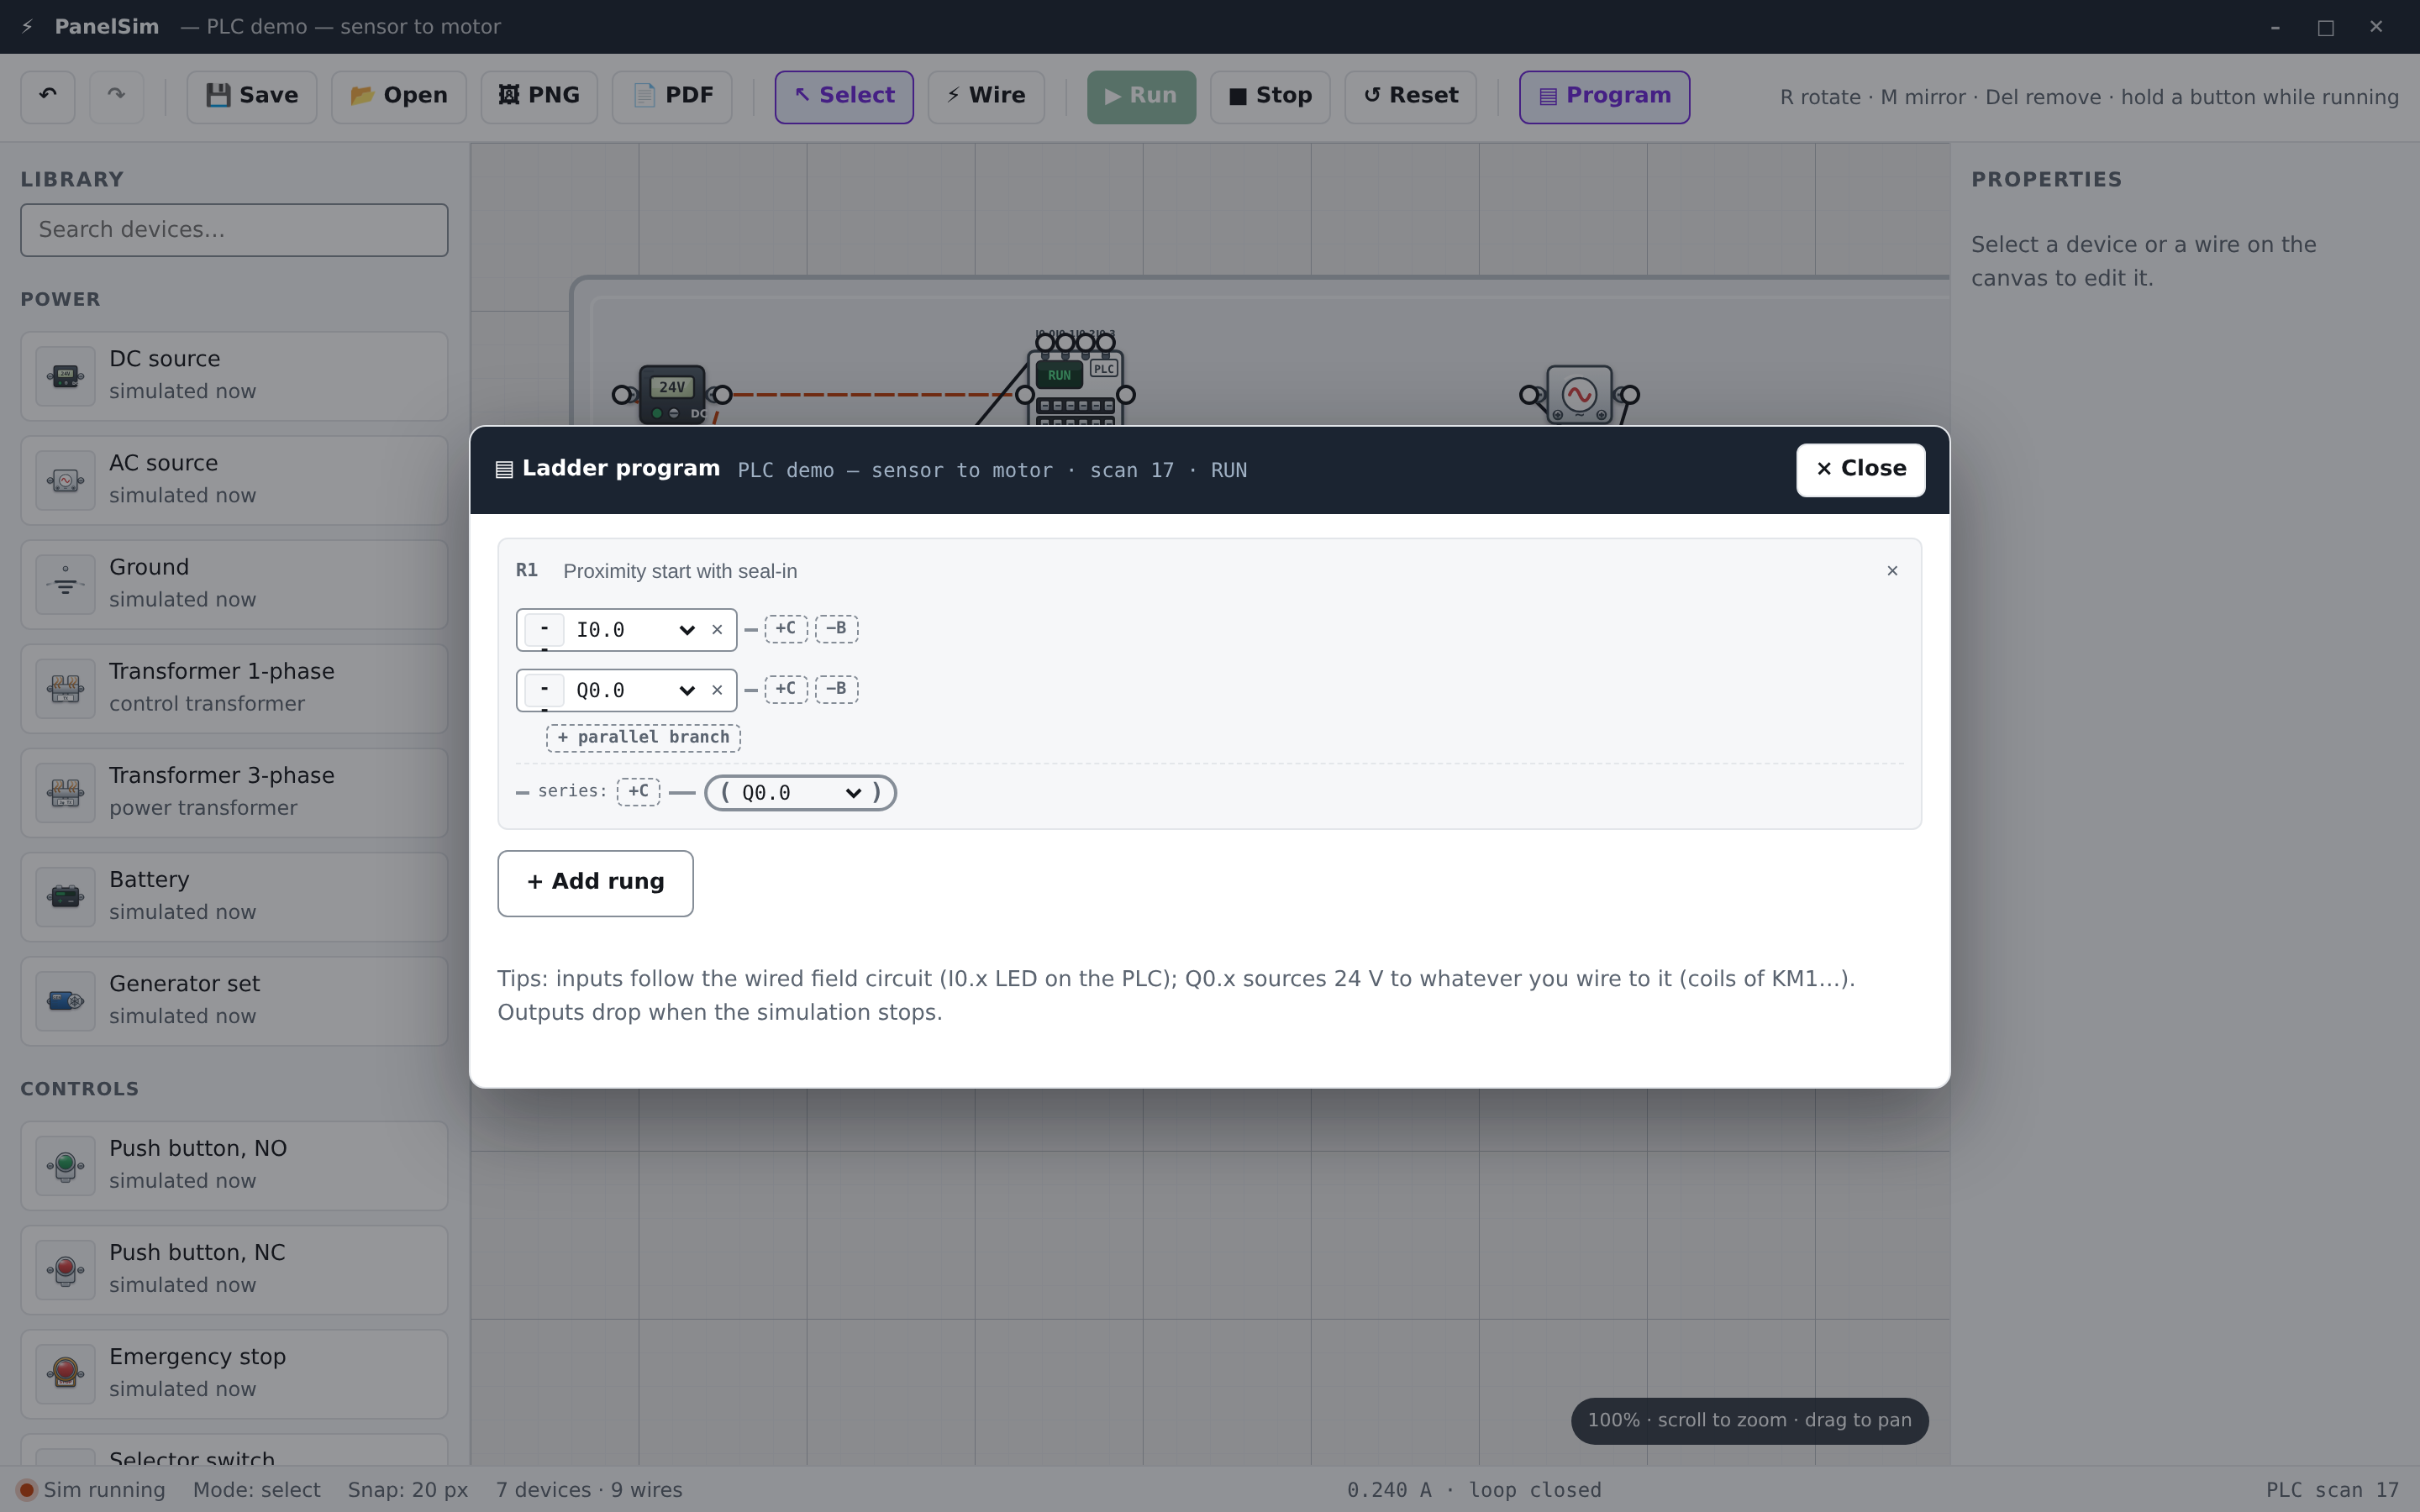 ⚡ PanelSim — PLC demo — sensor to motor
– □ ✕
↶ ↷ 💾 Save 📂 Open 🖼 PNG 📄 PDF ↖ Select ⚡ Wire ▶ Run ■ Stop ↺ Reset ▤ Program R rotate · M mirror · Del remove · hold a button while running
LIBRARY
Search devices...
POWER
DC source
simulated now
AC source
simulated now
Ground
simulated now
Transformer 1-phase
control transformer
Transformer 3-phase
power transformer
Battery
simulated now
Generator set
simulated now
CONTROLS
Push button, NO
simulated now
Push button, NC
simulated now
Emergency stop
simulated now
Selector switch
24V
DC
RUN
PLC
▤ Ladder program PLC demo — sensor to motor · scan 17 · RUN
× Close
R1 Proximity start with seal-in ×
I0.0 × +C −B
Q0.0 × +C −B
+ parallel branch
series: +C ( Q0.0 )
+ Add rung
Tips: inputs follow the wired field circuit (I0.x LED on the PLC); Q0.x sources 24 V to whatever you wire to it (coils of KM1...).
Outputs drop when the simulation stops.
PROPERTIES
Select a device or a wire on the
canvas to edit it.
100% · scroll to zoom · drag to pan
Sim running Mode: select Snap: 20 px 7 devices · 9 wires 0.240 A · loop closed PLC scan 17